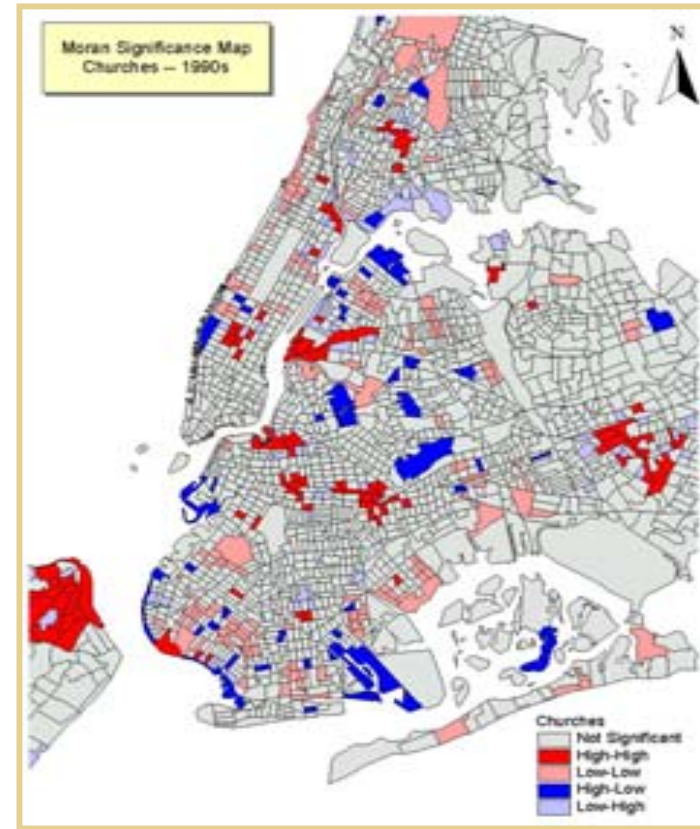 Moran Significance Map
Churches -- 1990s
N
Churches
Not Significant
High-High
Low-Low
High-Low
Low-High